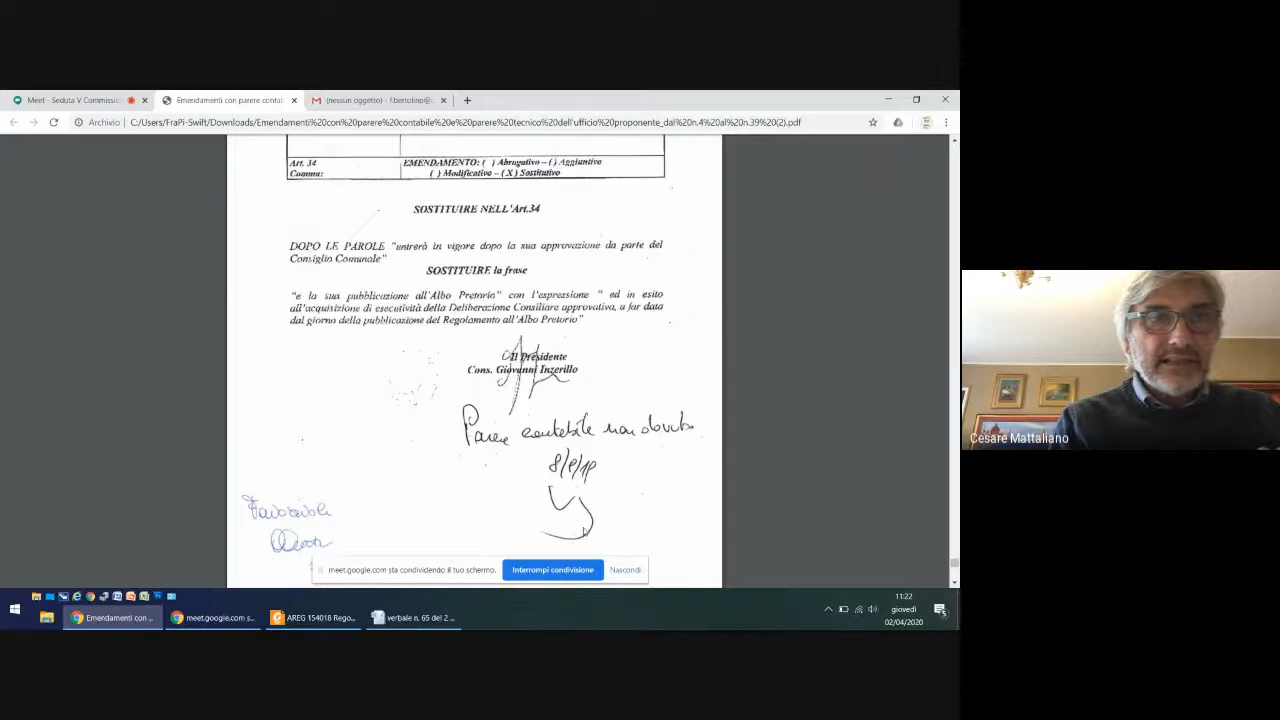 Meet - Seduta V Commissio
Emendamenti con parere contab
(nessun oggetto) - f.bertolino@
Archivio
C:/Users/FraPi-Swift/Downloads/Emendamenti%20con%20parere%20contabile%20e%20parere%20tecnico%20dell'ufficio%20proponente_dal%20n.4%20al%20n.39%20(2).pdf
Art. 34
Comma:
EMENDAMENTO: ( ) Abrogativo – ( ) Aggiuntivo
( ) Modificativo – ( X ) Sostitutivo
SOSTITUIRE NELL'Art.34
DOPO LE PAROLE "entrerà in vigore dopo la sua approvazione da parte del
Consiglio Comunale"
SOSTITUIRE la frase
"e la sua pubblicazione all'Albo Pretorio" con l'espressione " ed in esito
all'acquisizione di esecutività della Deliberazione Consiliare approvativa, a far data
dal giorno della pubblicazione del Regolamento all'Albo Pretorio"
Il Presidente
Cons. Giovanni Inzerillo
Parere contabile non dovuto
Favorevole
meet.google.com sta condividendo il tuo schermo.
Interrompi condivisione
Nascondi
Emendamenti con ...
meet.google.com s...
AREG 154018 Rego...
verbale n. 65 del 2 ...
11:22
giovedì
02/04/2020
5
Cesare Mattaliano